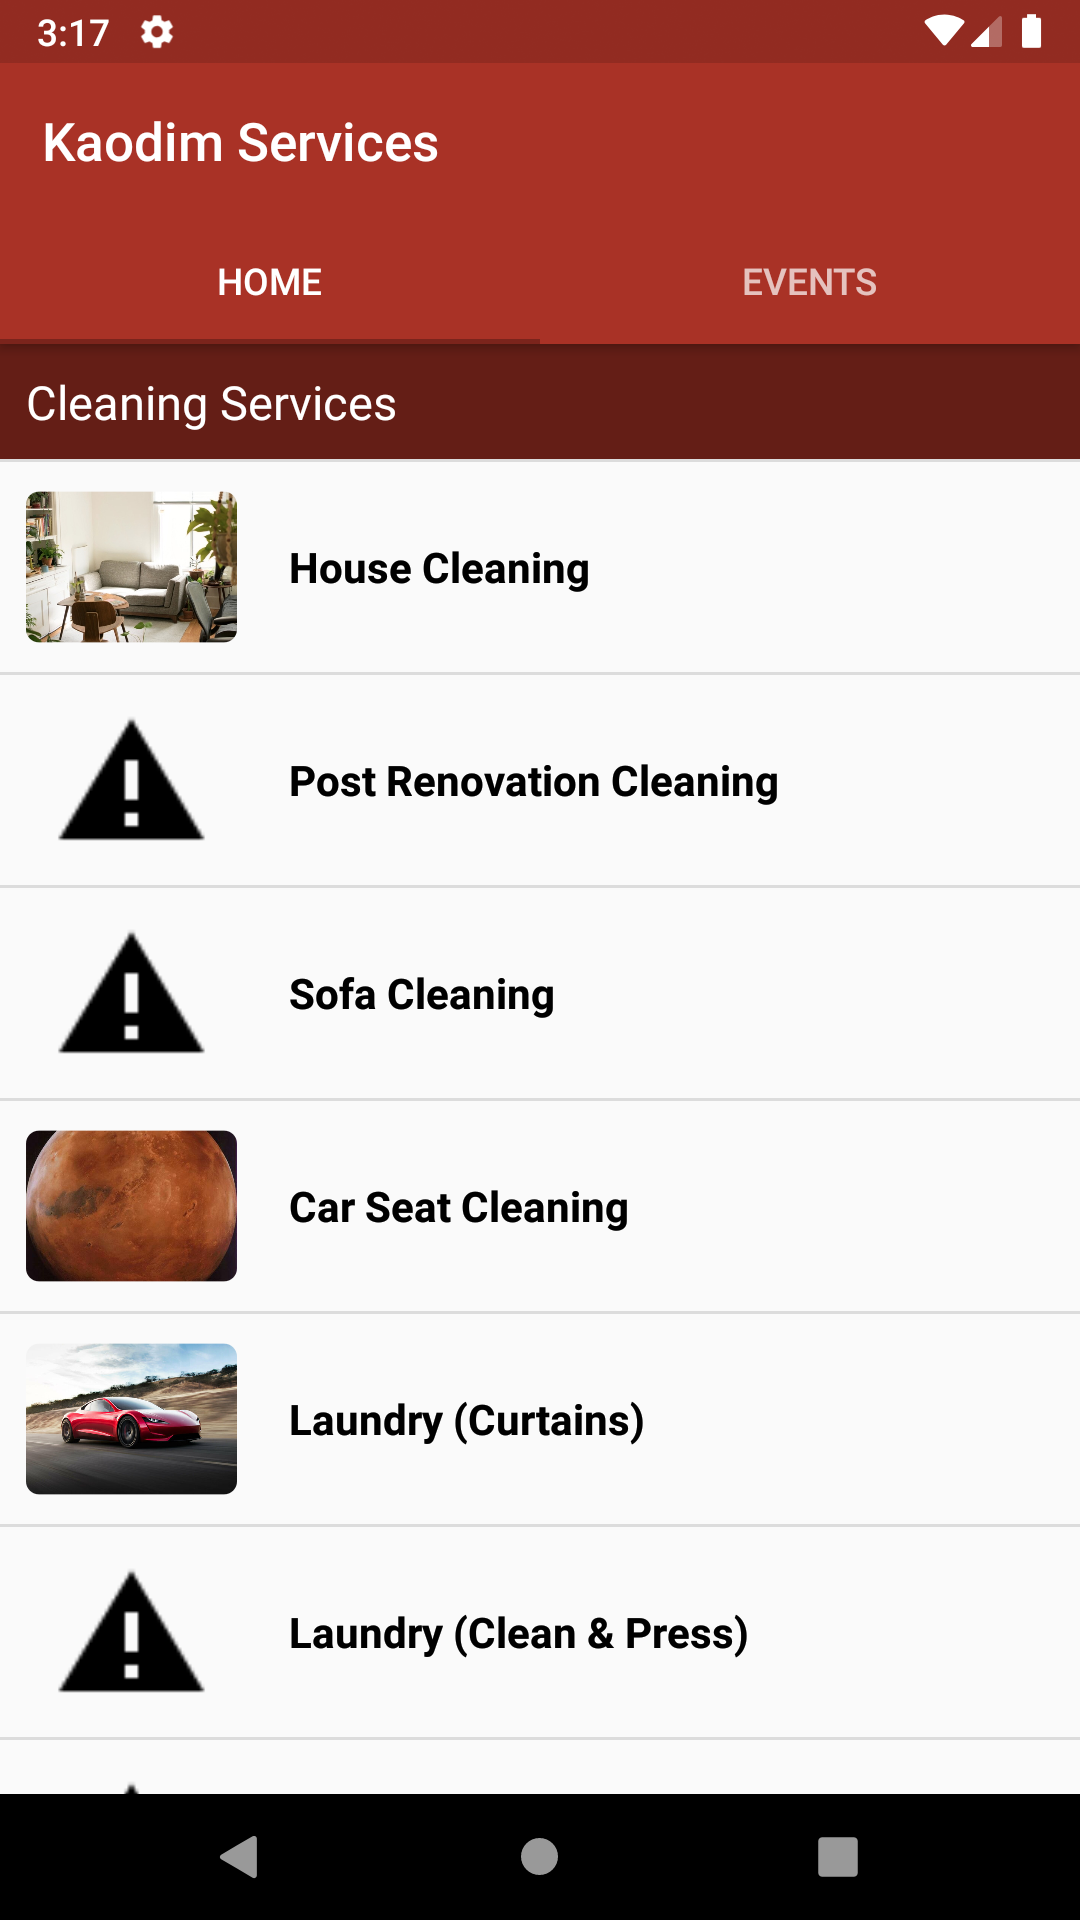 3:17
Kaodim Services
HOME
EVENTS
Cleaning Services
House Cleaning
Post Renovation Cleaning
Sofa Cleaning
Car Seat Cleaning
Laundry (Curtains)
Laundry (Clean & Press)